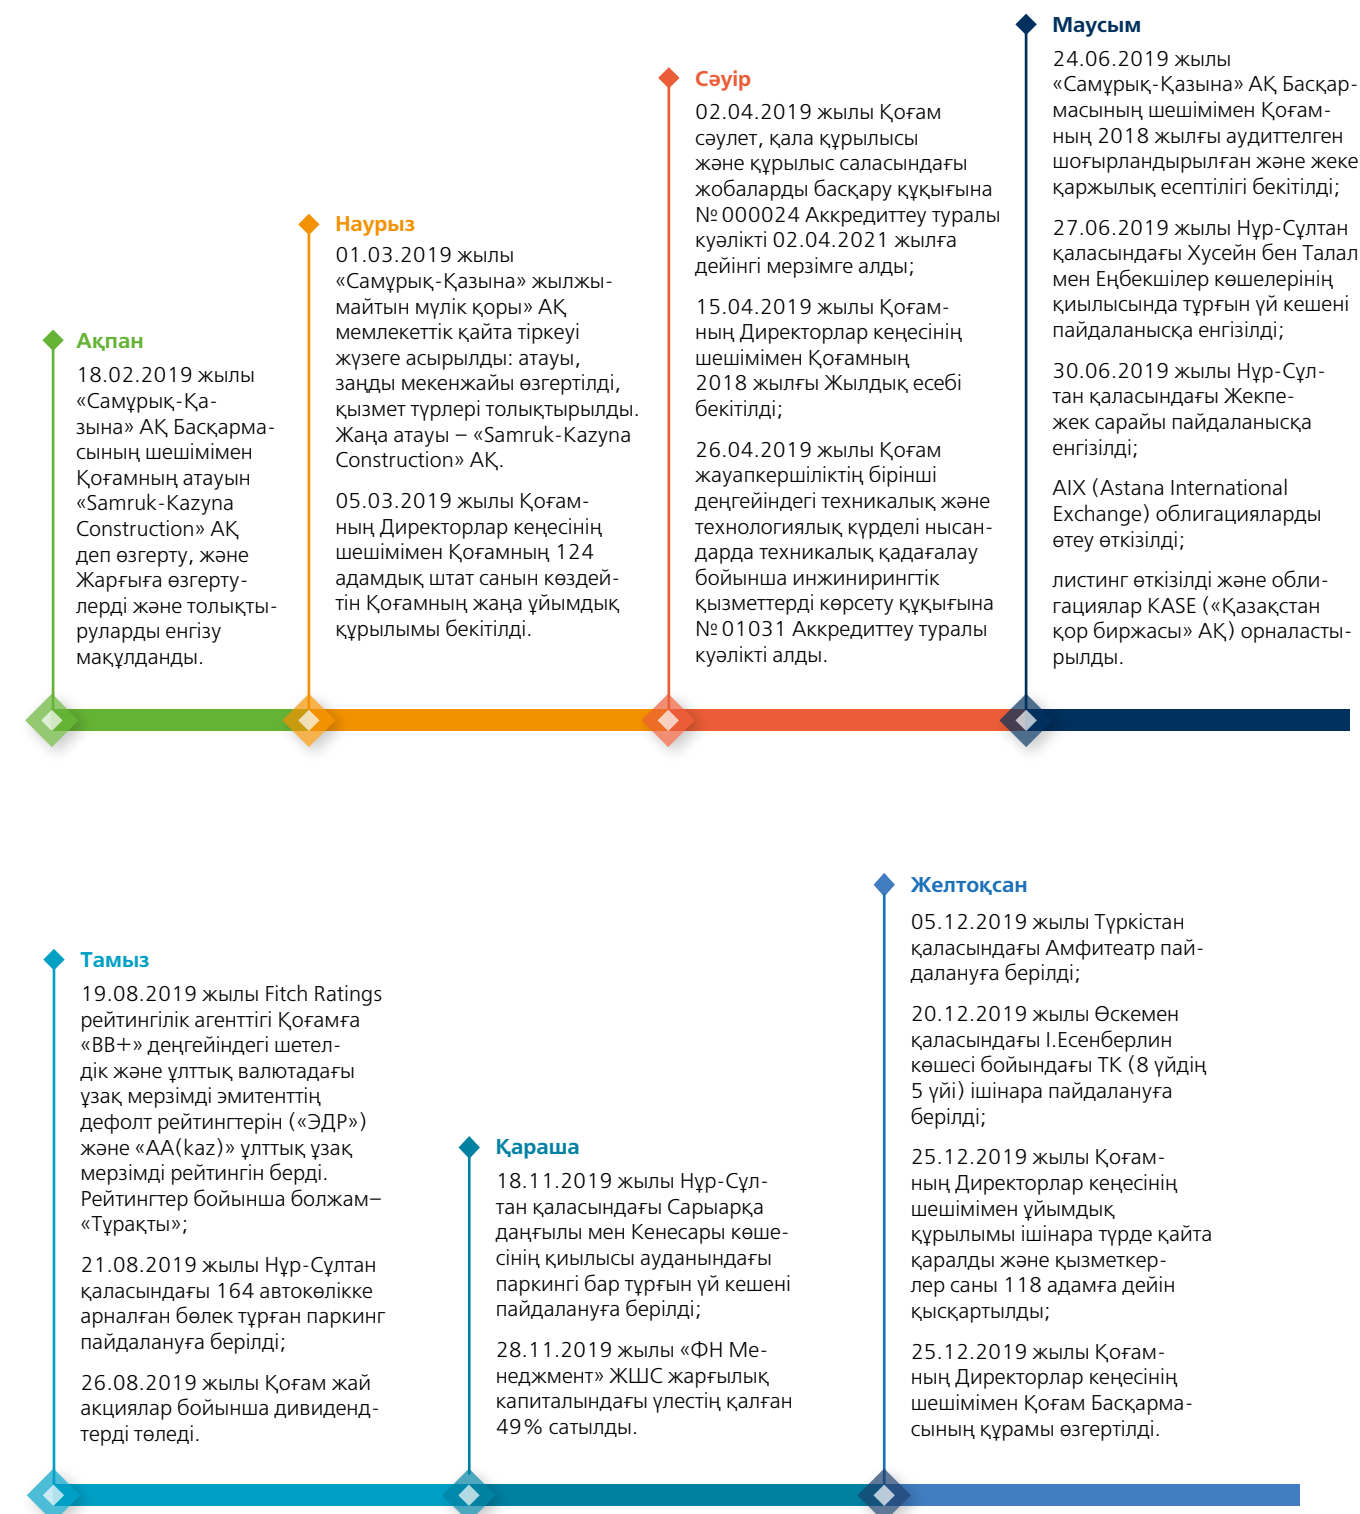 Ақпан
18.02.2019 жылы
«Самұрық-Қа-
зына» АҚ Басқарма-
сының шешімімен
Қоғамның атауын
«Samruk-Kazyna
Construction» АҚ
деп өзгерту, және
Жарғыға өзгерту-
лерді және толықты-
руларды енгізу
мақұлданды.
Наурыз
01.03.2019 жылы
«Самұрық-Қазына» жылжы-
майтын мүлік қоры» АҚ
мемлекеттік қайта тіркеуі
жүзеге асырылды: атауы,
заңды мекенжайы өзгертілді,
қызмет түрлері толықтырылды.
Жаңа атауы – «Samruk-Kazyna
Construction» АҚ.
05.03.2019 жылы Қоғам-
ның Директорлар кеңесінің
шешімімен Қоғамның 124
адамдық штат санын көздей-
тін Қоғамның жаңа ұйымдық
құрылымы бекітілді.
Сәуір
02.04.2019 жылы Қоғам
сәулет, қала құрылысы
және құрылыс саласындағы
жобаларды басқару құқығына
№ 000024 Аккредиттеу туралы
куәлікті 02.04.2021 жылға
дейінгі мерзімге алды;
15.04.2019 жылы Қоғам-
ның Директорлар кеңесінің
шешімімен Қоғамның
2018 жылғы Жылдық есебі
бекітілді;
26.04.2019 жылы Қоғам
жауапкершіліктің бірінші
деңгейіндегі техникалық және
технологиялық күрделі нысан-
дарда техникалық қадағалау
бойынша инжинирингтік
қызметтерді көрсету құқығына
№ 01031 Аккредиттеу туралы
куәлікті алды.
Маусым
24.06.2019 жылы
«Самұрық-Қазына» АҚ Басқар-
масының шешімімен Қоғам-
ның 2018 жылғы аудиттелген
шоғырландырылған және жеке
қаржылық есептілігі бекітілді;
27.06.2019 жылы Нұр-Сұлтан
қаласындағы Хусейн бен Талал
мен Еңбекшілер көшелерінің
қиылысында тұрғын үй кешені
пайдаланысқа енгізілді;
30.06.2019 жылы Нұр-Сұл-
тан қаласындағы Жекпе-
жек сарайы пайдаланысқа
енгізілді;
AIX (Astana International
Exchange) облигацияларды
өтеу өткізілді;
листинг өткізілді және обли-
гациялар KASE («Қазақстан
қор биржасы» АҚ) орналасты-
рылды.
Тамыз
19.08.2019 жылы Fitch Ratings
рейтингілік агенттігі Қоғамға
«BB+» деңгейіндегі шетел-
дік және ұлттық валютадағы
ұзақ мерзімді эмитенттің
дефолт рейтингтерін («ЭДР»)
және «AA(kaz)» ұлттық ұзақ
мерзімді рейтингін берді.
Рейтингтер бойынша болжам–
«Тұрақты»;
21.08.2019 жылы Нұр-Сұлтан
қаласындағы 164 автокөлікке
арналған бөлек тұрған паркинг
пайдалануға берілді;
26.08.2019 жылы Қоғам жай
акциялар бойынша дивиденд-
терді төледі.
Қараша
18.11.2019 жылы Нұр-Сұл-
тан қаласындағы Сарыарқа
даңғылы мен Кенесары көше-
сінің қиылысы ауданындағы
паркингі бар тұрғын үй кешені
пайдалануға берілді;
28.11.2019 жылы «ФН Ме-
неджмент» ЖШС жарғылық
капиталындағы үлестің қалған
49% сатылды.
Желтоқсан
05.12.2019 жылы Түркістан
қаласындағы Амфитеатр пай-
далануға берілді;
20.12.2019 жылы Өскемен
қаласындағы І.Есенберлин
көшесі бойындағы ТК (8 үйдің
5 үйі) ішінара пайдалануға
берілді;
25.12.2019 жылы Қоғам-
ның Директорлар кеңесінің
шешімімен ұйымдық
құрылымы ішінара түрде қайта
қаралды және қызметкер-
лер саны 118 адамға дейін
қысқартылды;
25.12.2019 жылы Қоғам-
ның Директорлар кеңесінің
шешімімен Қоғам Басқарма-
сының құрамы өзгертілді.